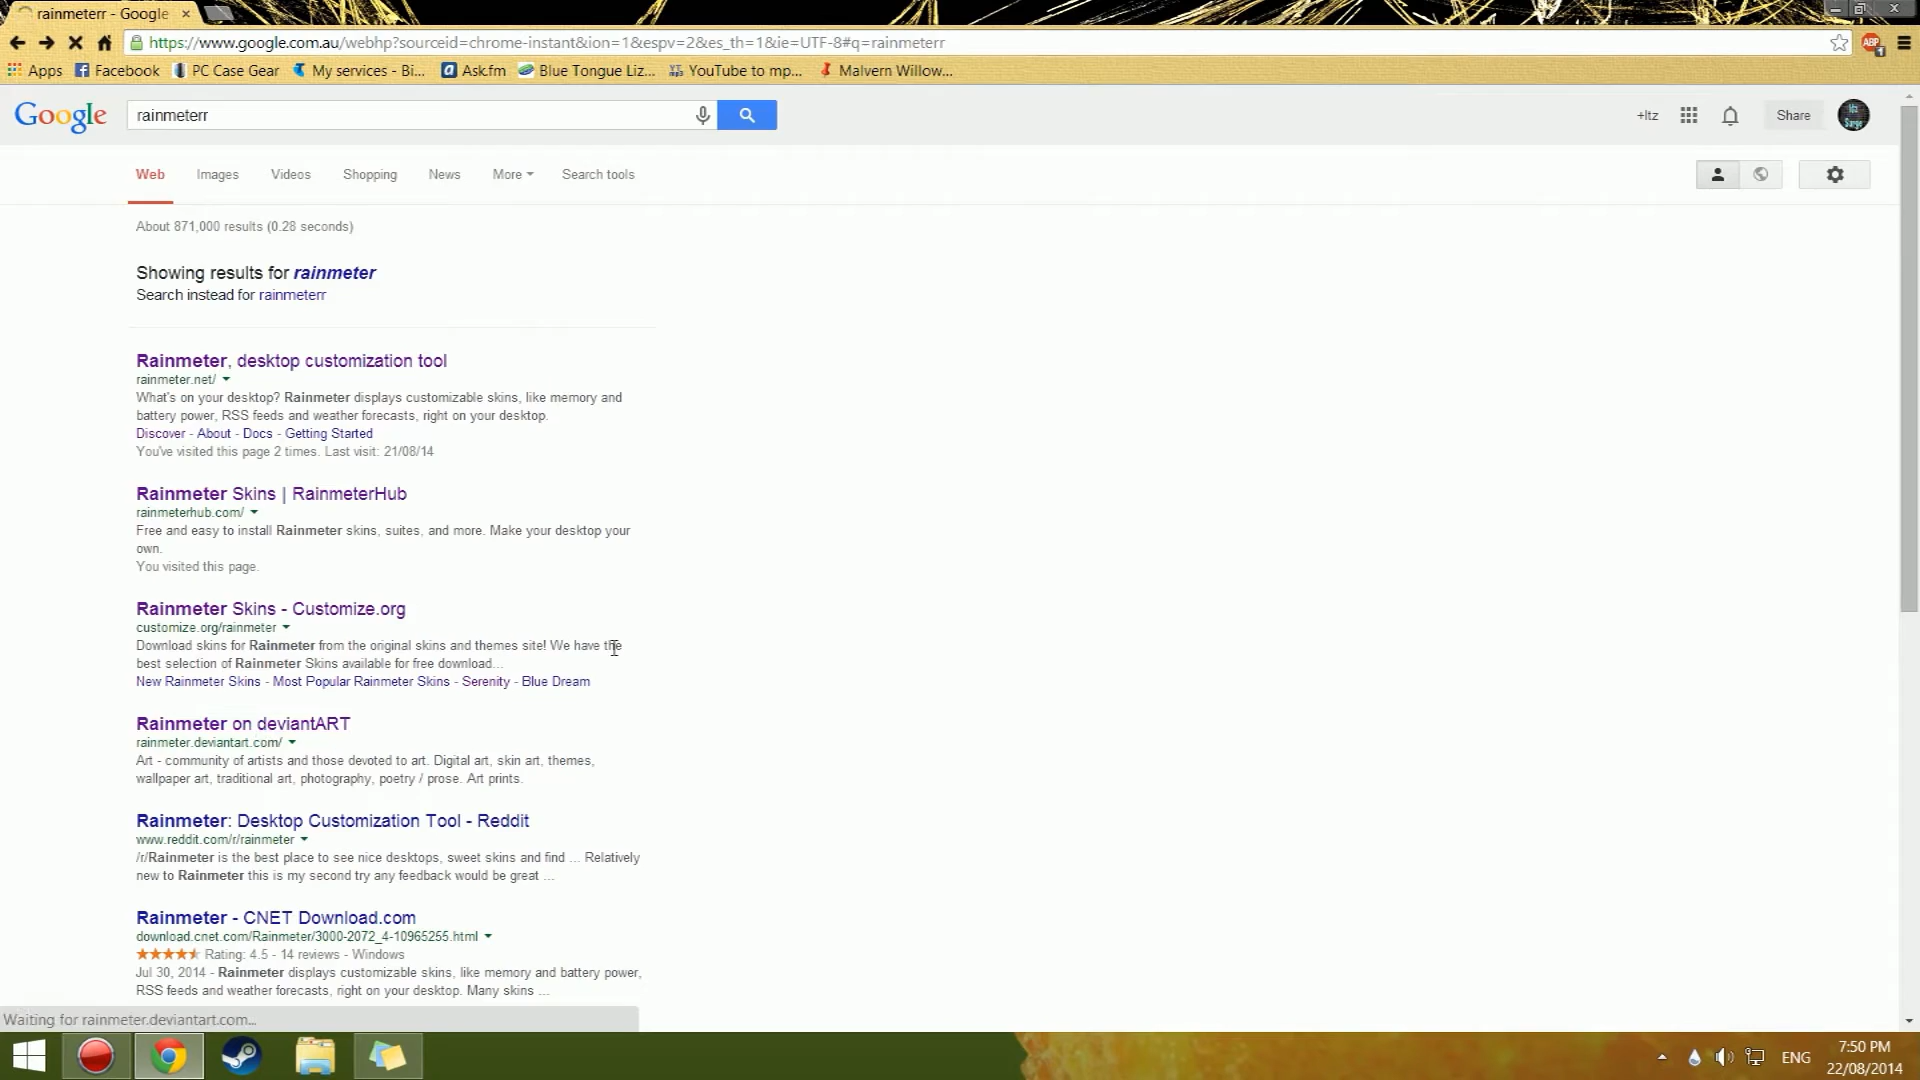 rainmeterr - Google
https://www.google.com.au/webhp?sourceid=chrome-instant&ion=1&espv=2&es_th=1&ie=UTF-8#q=rainmeterr
ABP
1
Apps Facebook PC Case Gear My services - Bi... Ask.fm Blue Tongue Liz... YouTube to mp... Malvern Willow...
Google rainmeterr +Itz Share
Web Images Videos Shopping News More Search tools
About 871,000 results (0.28 seconds)
Showing results for rainmeter
Search instead for rainmeterr
Rainmeter, desktop customization tool
rainmeter.net/
What's on your desktop? Rainmeter displays customizable skins, like memory and
battery power, RSS feeds and weather forecasts, right on your desktop.
Discover - About - Docs - Getting Started
You've visited this page 2 times. Last visit: 21/08/14
Rainmeter Skins | RainmeterHub
rainmeterhub.com/
Free and easy to install Rainmeter skins, suites, and more. Make your desktop your
own.
You visited this page.
Rainmeter Skins - Customize.org
customize.org/rainmeter
Download skins for Rainmeter from the original skins and themes site! We have the
best selection of Rainmeter Skins available for free download...
New Rainmeter Skins - Most Popular Rainmeter Skins - Serenity - Blue Dream
Rainmeter on deviantART
rainmeter.deviantart.com/
Art - community of artists and those devoted to art. Digital art, skin art, themes,
wallpaper art, traditional art, photography, poetry / prose. Art prints.
Rainmeter: Desktop Customization Tool - Reddit
www.reddit.com/r/rainmeter
/r/Rainmeter is the best place to see nice desktops, sweet skins and find ... Relatively
new to Rainmeter this is my second try any feedback would be great ...
Rainmeter - CNET Download.com
download.cnet.com/Rainmeter/3000-2072_4-10965255.html
Rating: 4.5 - 14 reviews - Windows
Jul 30, 2014 - Rainmeter displays customizable skins, like memory and battery power,
RSS feeds and weather forecasts, right on your desktop. Many skins ...
Waiting for rainmeter.deviantart.com...
ENG
7:50 PM
22/08/2014